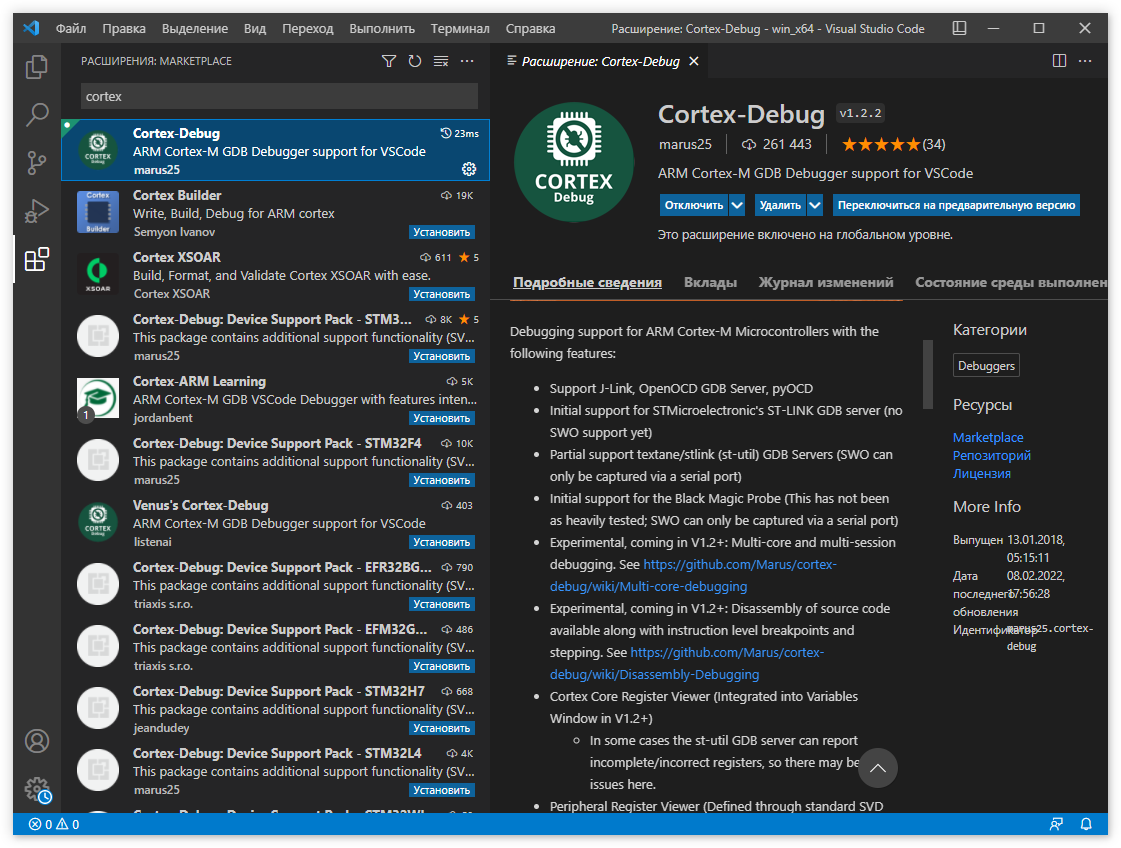 Файл Правка Выделение Вид Переход Выполнить Терминал Справка
Расширение: Cortex-Debug - win_x64 - Visual Studio Code
РАСШИРЕНИЯ: MARKETPLACE
cortex
Cortex-Debug 23ms
ARM Cortex-M GDB Debugger support for VSCode
marus25
Cortex Builder 19K
Write, Build, Debug for ARM cortex
Semyon Ivanov Установить
Cortex XSOAR 611 5
Build, Format, and Validate Cortex XSOAR with ease.
Cortex XSOAR Установить
Cortex-Debug: Device Support Pack - STM3... 8K 5
This package contains additional support functionality (SV...
marus25 Установить
Cortex-ARM Learning 5K
ARM Cortex-M GDB VSCode Debugger with features inten...
1 jordanbent Установить
Cortex-Debug: Device Support Pack - STM32F4 10K
This package contains additional support functionality (SV...
marus25 Установить
Venus's Cortex-Debug 403
ARM Cortex-M GDB Debugger support for VSCode
listenai Установить
Cortex-Debug: Device Support Pack - EFR32BG... 790
This package contains additional support functionality (SV...
triaxis s.r.o. Установить
Cortex-Debug: Device Support Pack - EFM32G... 486
This package contains additional support functionality (SV...
triaxis s.r.o. Установить
Cortex-Debug: Device Support Pack - STM32H7 668
This package contains additional support functionality (SV...
jeandudey Установить
Cortex-Debug: Device Support Pack - STM32L4 4K
This package contains additional support functionality (SV...
marus25 Установить
Cortex-Debug: Device Support Pack
Расширение: Cortex-Debug
CORTEX
Debug
Cortex-Debug v1.2.2
marus25 261 443 (34)
ARM Cortex-M GDB Debugger support for VSCode
Отключить Удалить Переключиться на предварительную версию
Это расширение включено на глобальном уровне.
Подробные сведения Вклады Журнал изменений Состояние среды выполнен
Debugging support for ARM Cortex-M Microcontrollers with the
following features:
Support J-Link, OpenOCD GDB Server, pyOCD
Initial support for STMicroelectronic's ST-LINK GDB server (no
SWO support yet)
Partial support textane/stlink (st-util) GDB Servers (SWO can
only be captured via a serial port)
Initial support for the Black Magic Probe (This has not been
as heavily tested; SWO can only be captured via a serial port)
Experimental, coming in V1.2+: Multi-core and multi-session
debugging. See https://github.com/Marus/cortex-
debug/wiki/Multi-core-debugging
Experimental, coming in V1.2+: Disassembly of source code
available along with instruction level breakpoints and
stepping. See https://github.com/Marus/cortex-
debug/wiki/Disassembly-Debugging
Cortex Core Register Viewer (Integrated into Variables
Window in V1.2+)
In some cases the st-util GDB server can report
incomplete/incorrect registers, so there may be
issues here.
Peripheral Register Viewer (Defined through standard SVD
Категории
Debuggers
Ресурсы
Marketplace
Репозиторий
Лицензия
More Info
Выпущен 13.01.2018,
05:15:11
Дата 08.02.2022,
последнего 17:56:28
обновления
Идентификатор marus25.cortex-
debug
0 0